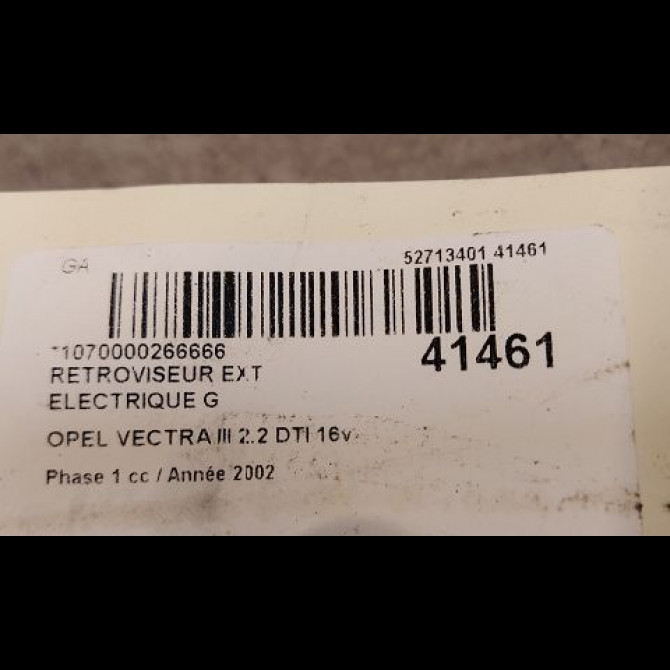 GA
52713401 41461
*1070000266666
41461
RETROVISEUR EXT
ELECTRIQUE G
OPEL VECTRA III 2.2 DTI 16v
Phase 1 cc / Année 2002